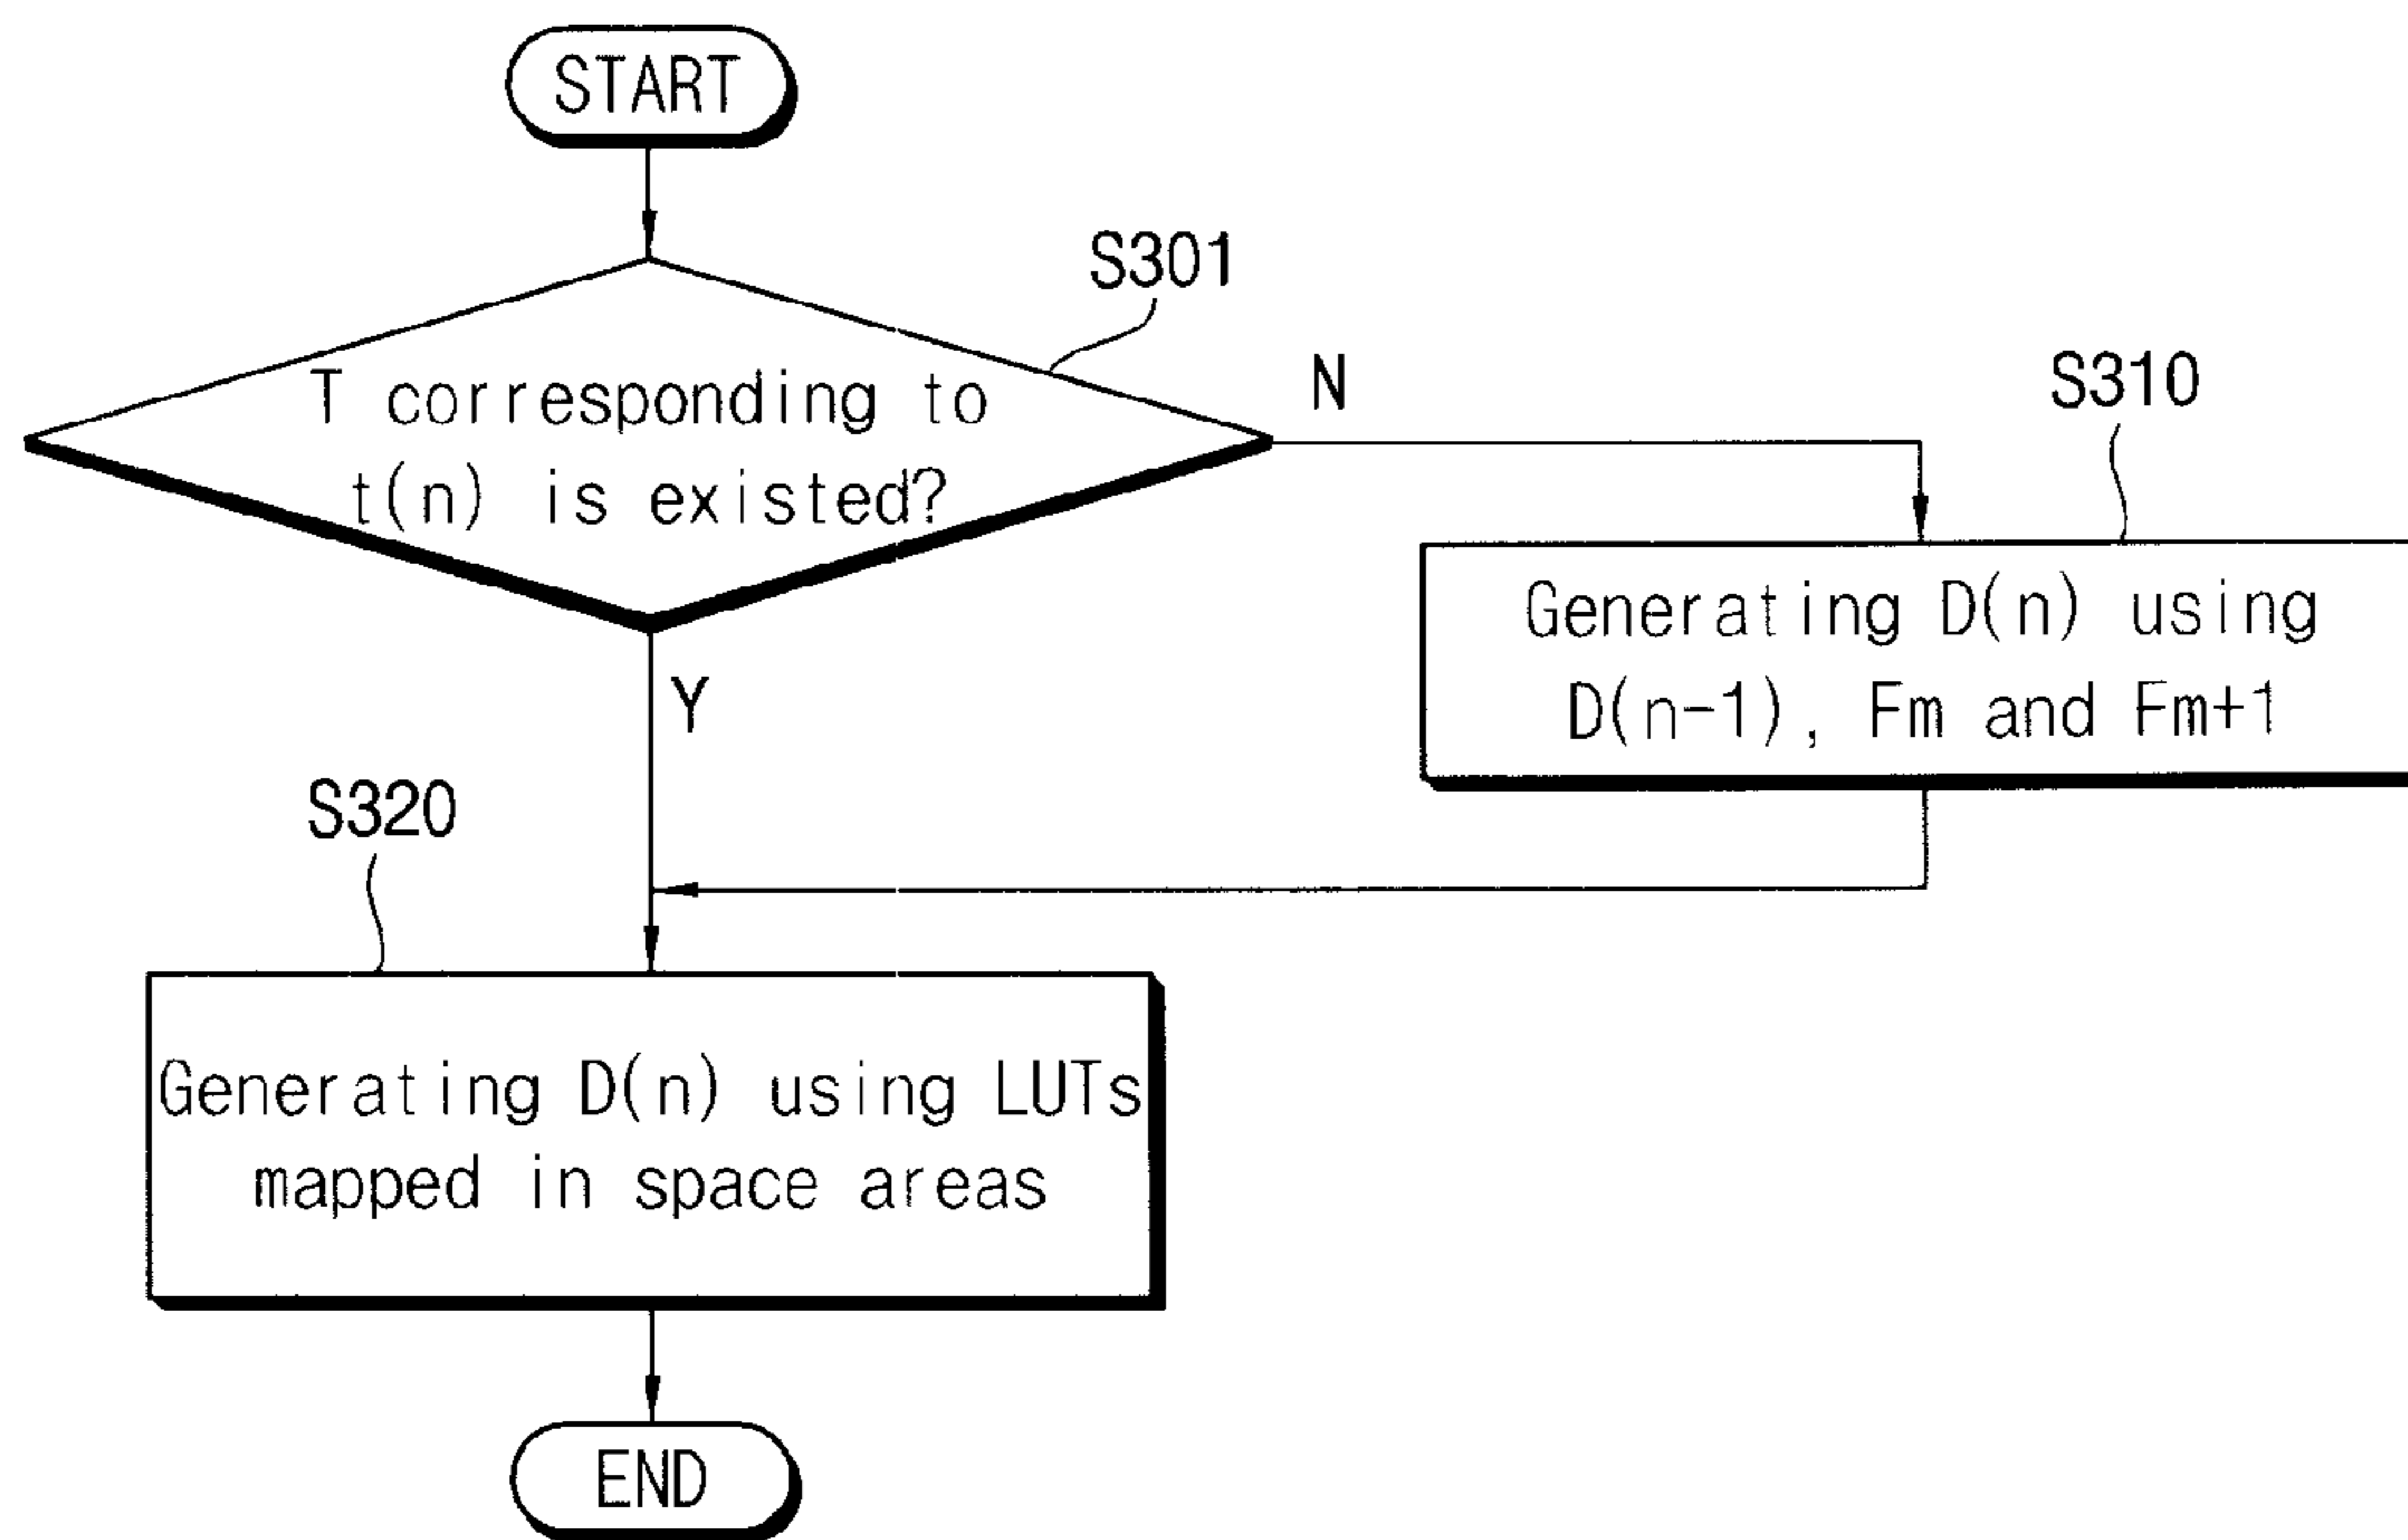 START
S301
T corresponding to
t(n) is existed?
N
S310
Generating D(n) using
D(n-1), Fm and Fm+1
Y
S320
Generating D(n) using LUTs
mapped in space areas
END